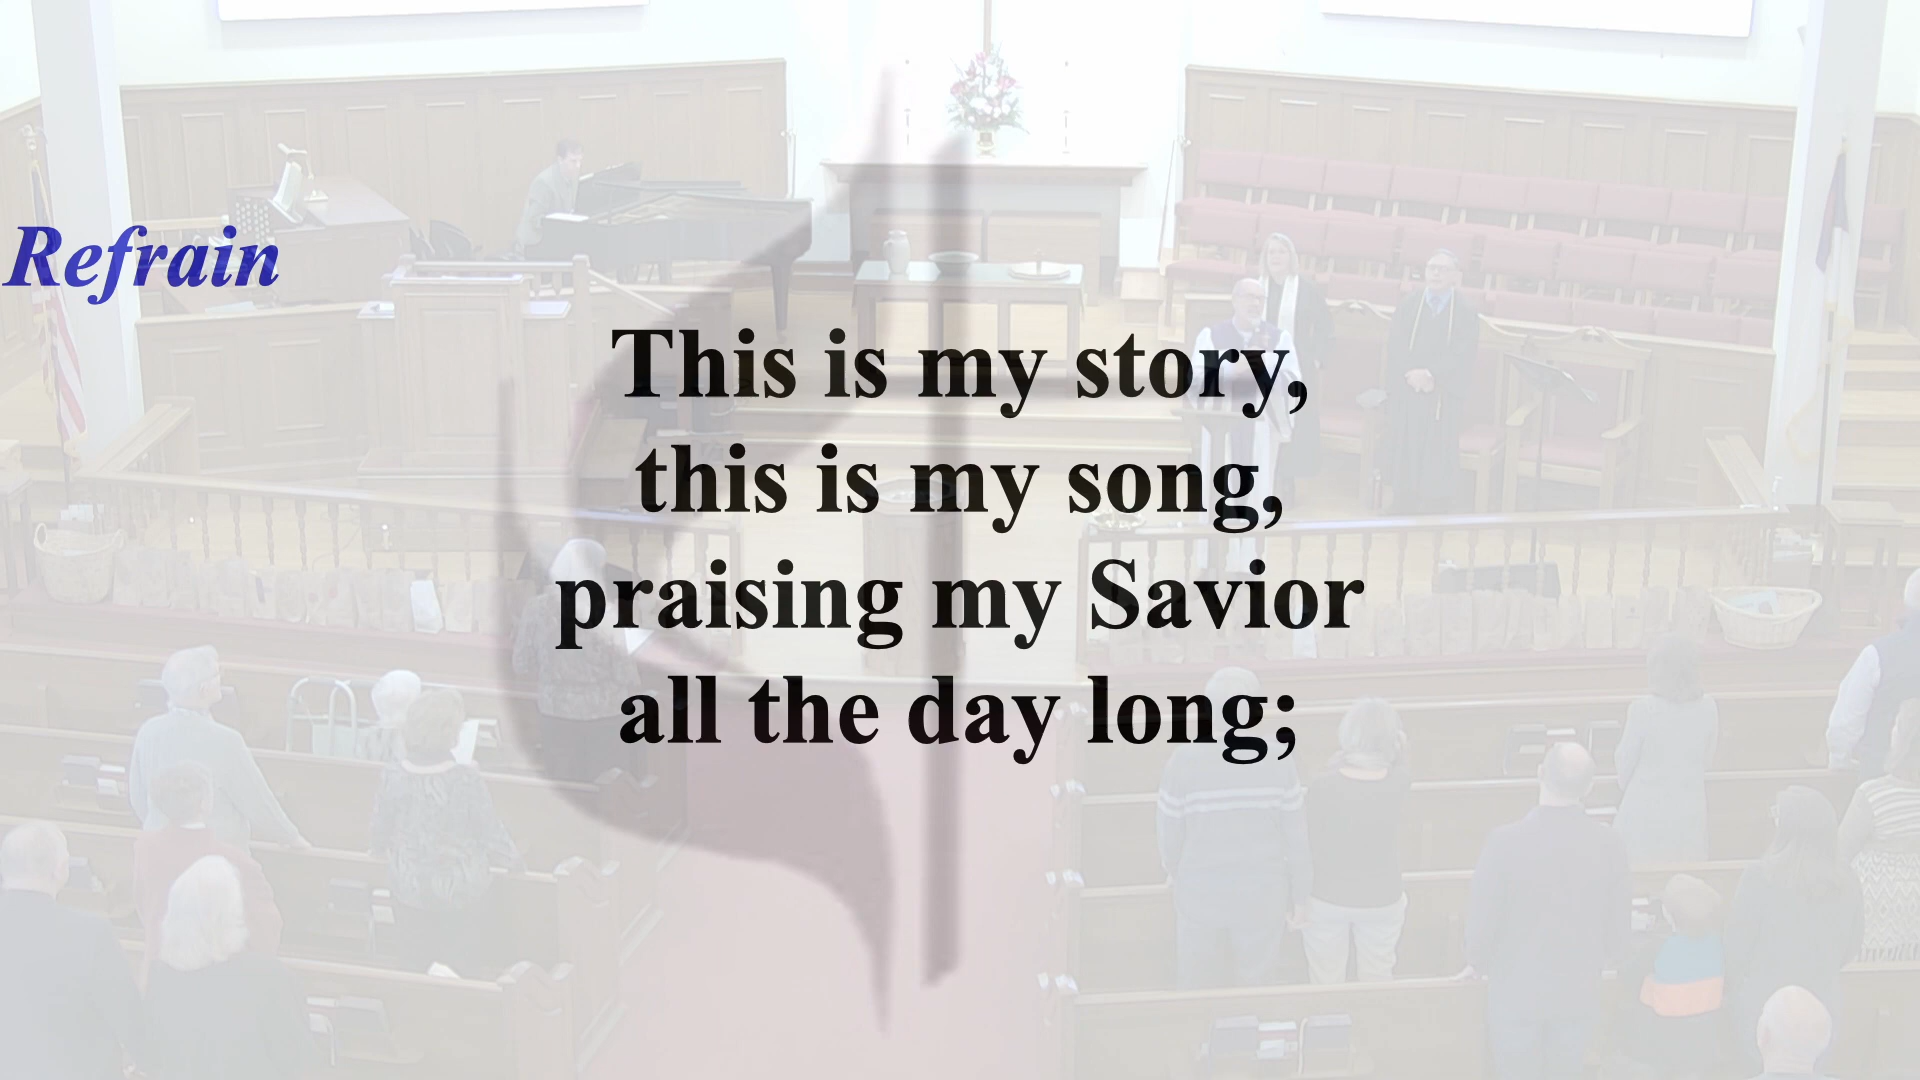 Refrain
This is my story,
this is my song,
praising my Savior
all the day long;